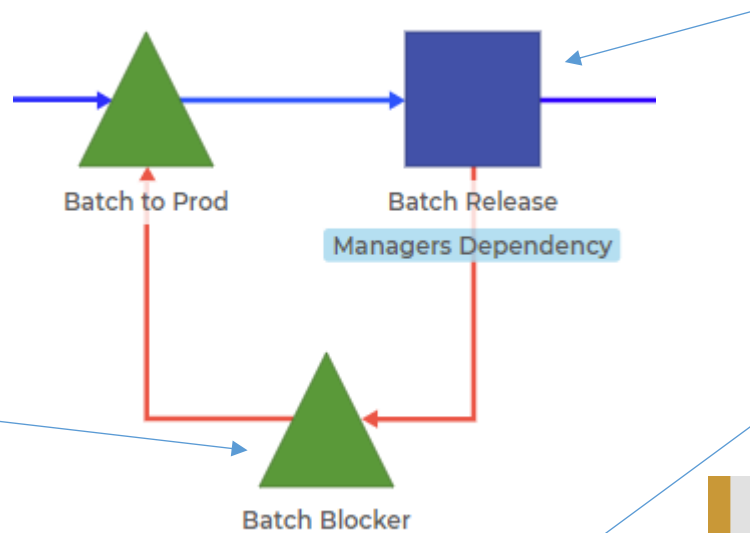 Batch to Prod
Batch Release
Managers Dependency
Batch Blocker